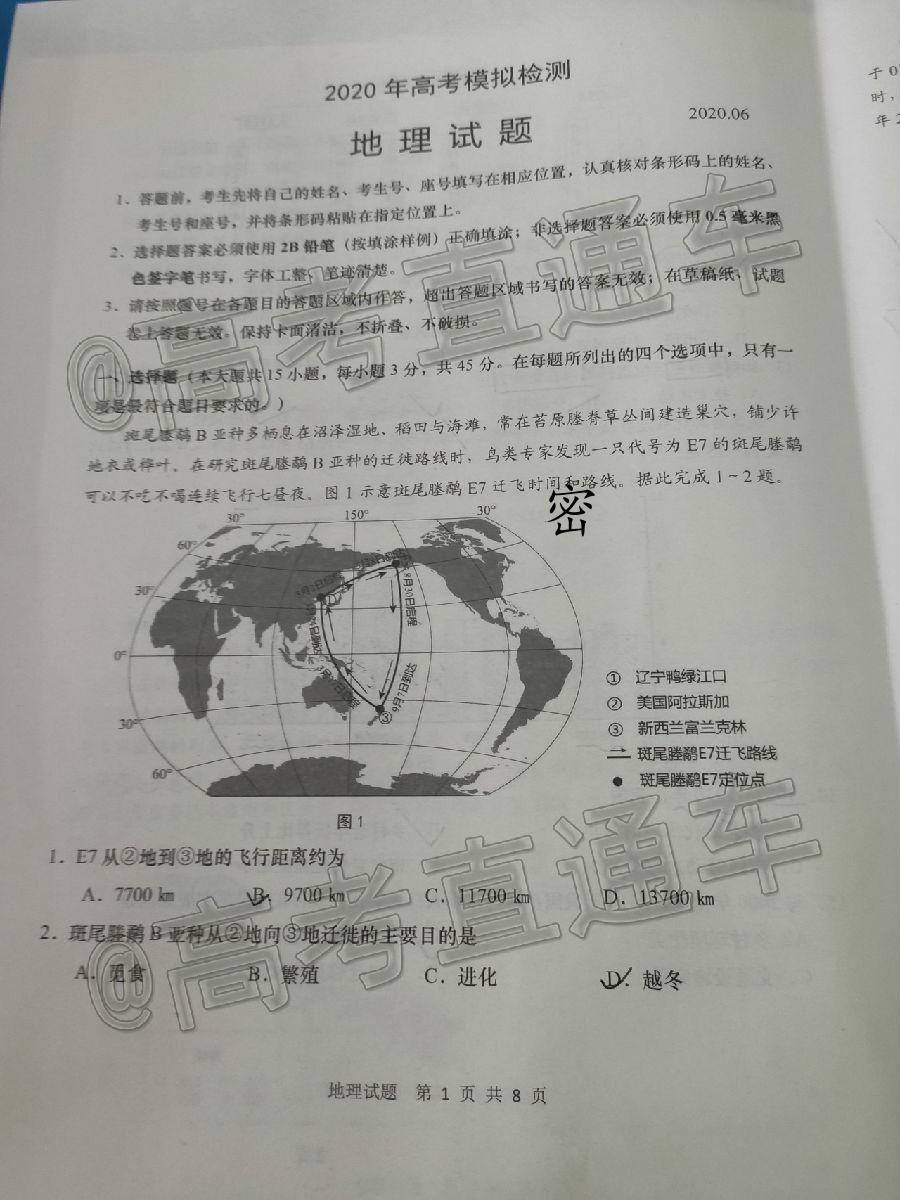 2020 年高考模拟检测
地 理 试 题
2020.06
1、答题前，考生先将自己的姓名、考生号、座号填写在相应位置，认真核对条形码上的姓名、
考生号和座号，并将条形码粘贴在指定位置上。
2．选择题答案必须使用 2B 铅笔（按填涂样例）正确填涂；非选择题答案必须使用 0.5 毫米黑
色签字笔书写，字体工整、笔迹清楚。
3．请按照题号在各题目的答题区域内作答，超出答题区域书写的答案无效；在草稿纸、试题
卷上答题无效。保持卡面清洁，不折叠、不破损。
一、选择题（本大题共 15 小题，每小题 3 分，共 45 分。在每题所列出的四个选项中，只有一
项是最符合题目要求的。）
斑尾塍鹬 B 亚种多栖息在沼泽湿地、稻田与海滩，常在苔原塍脊草丛间建造巢穴，铺少许
地衣或桦叶。在研究斑尾塍鹬 B 亚种的迁徙路线时，鸟类专家发现一只代号为 E7 的斑尾塍鹬
可以不吃不喝连续飞行七昼夜。图 1 示意斑尾塍鹬 E7 迁飞时间和路线。据此完成 1～2 题。
密
30° 150° 30°
60°
30°
0°
30°
60°
8月30日启程
9月7日到达
③
① 辽宁鸭绿江口
② 美国阿拉斯加
③ 新西兰富兰克林
斑尾塍鹬E7迁飞路线
斑尾塍鹬E7定位点
图 1
1．E7 从②地到③地的飞行距离约为
A．7700 km B．9700 km C．11700 km D．13700 km
2．斑尾塍鹬 B 亚种从②地向③地迁徙的主要目的是
A．觅食 B．繁殖 C．进化 D．越冬
地理试题 第 1 页 共 8 页
@高考直通车
@高考直通车
于 0
时，
年 2